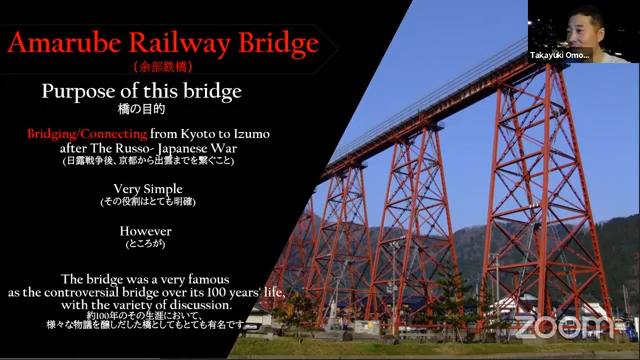 Amarube Railway Bridge
（余部鉄橋）
Purpose of this bridge
橋の目的
Bridging/Connecting from Kyoto to Izumo
after The Russo- Japanese War
（日露戦争後、京都から出雲までを繋ぐこと）
Very Simple
（その役割はとても明確）
However
（ところが）
The bridge was a very famous
as the controversial bridge over its 100 years' life,
with the variety of discussion.
約100年のその生涯において、
様々な物議を醸しだした橋としてもとても有名です
Takayuki Omo...
zoom